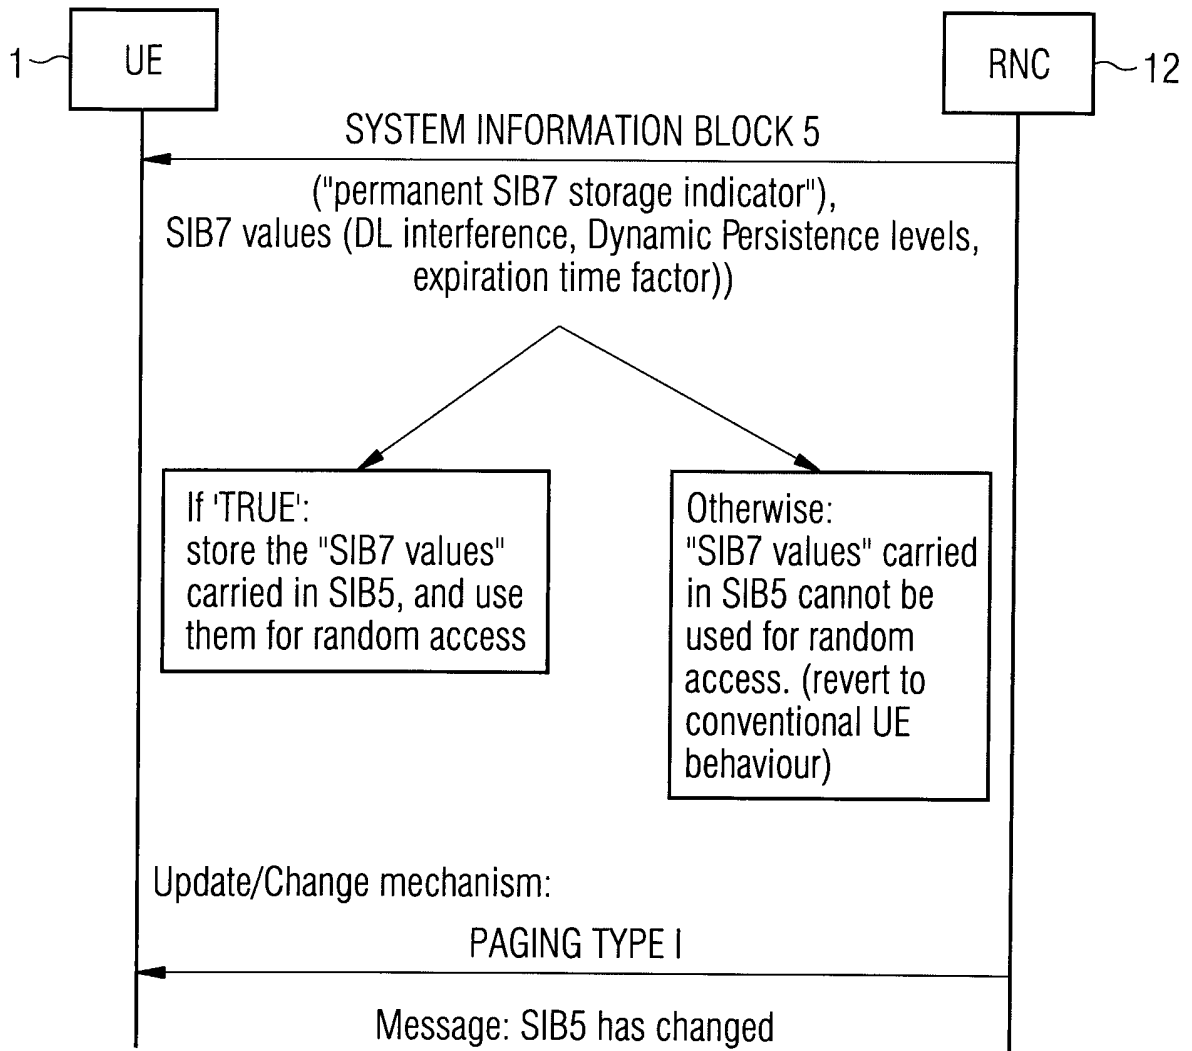 1
UE
RNC
12
SYSTEM INFORMATION BLOCK 5
("permanent SIB7 storage indicator"),
SIB7 values (DL interference, Dynamic Persistence levels,
expiration time factor))
If 'TRUE':
store the "SIB7 values"
carried in SIB5, and use
them for random access
Otherwise:
"SIB7 values" carried
in SIB5 cannot be
used for random
access. (revert to
conventional UE
behaviour)
Update/Change mechanism:
PAGING TYPE I
Message: SIB5 has changed